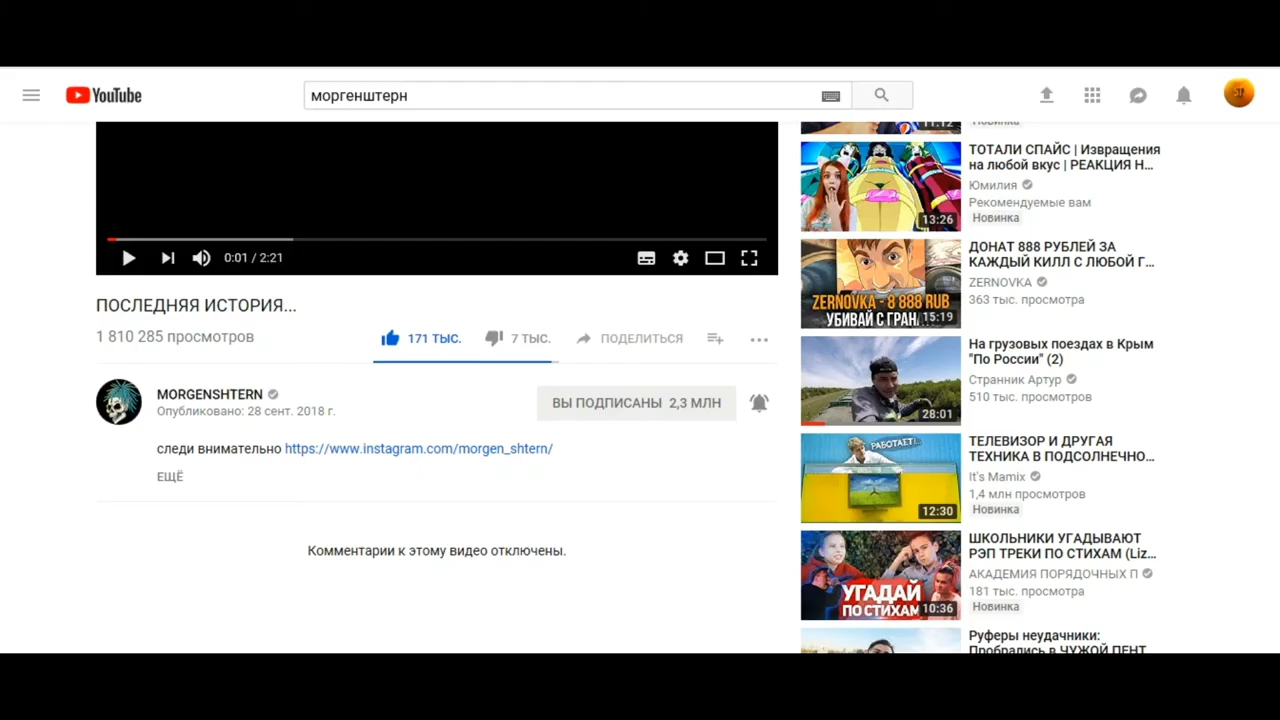 YouTube
моргенштерн
11:12
Новинка
ТОТАЛИ СПАЙС | Извращения
на любой вкус | РЕАКЦИЯ Н...
Юмилия
Рекомендуемые вам
Новинка
13:26
ДОНАТ 888 РУБЛЕЙ ЗА
КАЖДЫЙ КИЛЛ С ЛЮБОЙ Г...
ZERNOVKA
363 тыс. просмотра
ZERNOVKA - 8 888 RUB
УБИВАЙ С ГРАН...
15:19
0:01 / 2:21
ПОСЛЕДНЯЯ ИСТОРИЯ...
1 810 285 просмотров
171 ТЫС.
7 ТЫС.
ПОДЕЛИТЬСЯ
MORGENSHTERN
Опубликовано: 28 сент. 2018 г.
ВЫ ПОДПИСАНЫ 2,3 МЛН
следи внимательно https://www.instagram.com/morgen_shtern/
ЕЩЁ
Комментарии к этому видео отключены.
На грузовых поездах в Крым
"По России" (2)
Странник Артур
510 тыс. просмотров
28:01
ТЕЛЕВИЗОР И ДРУГАЯ
ТЕХНИКА В ПОДСОЛНЕЧНО...
It's Mamix
1,4 млн просмотров
Новинка
РАБОТАЕТ!..
12:30
ШКОЛЬНИКИ УГАДЫВАЮТ
РЭП ТРЕКИ ПО СТИХАМ (Liz...
АКАДЕМИЯ ПОРЯДОЧНЫХ П
181 тыс. просмотра
Новинка
УГАДАЙ
ПО СТИХАМ
10:36
Руферы неудачники:
Пробрались в ЧУЖОЙ ПЕНТ